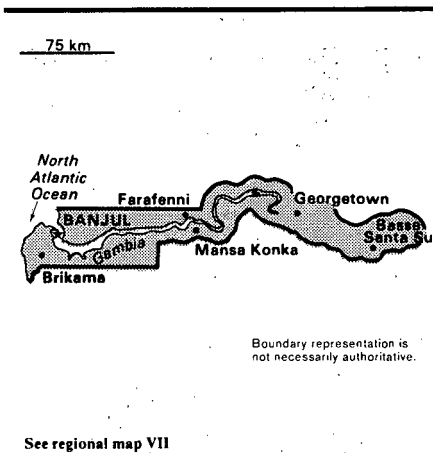 75 km
North
Atlantic
Ocean
Farafenni
Georgetown
BANJUL
Basse
Santa Su
Gambia
Mansa Konka
Brikama
Boundary representation is
not necessarily authoritative.
See regional map VII